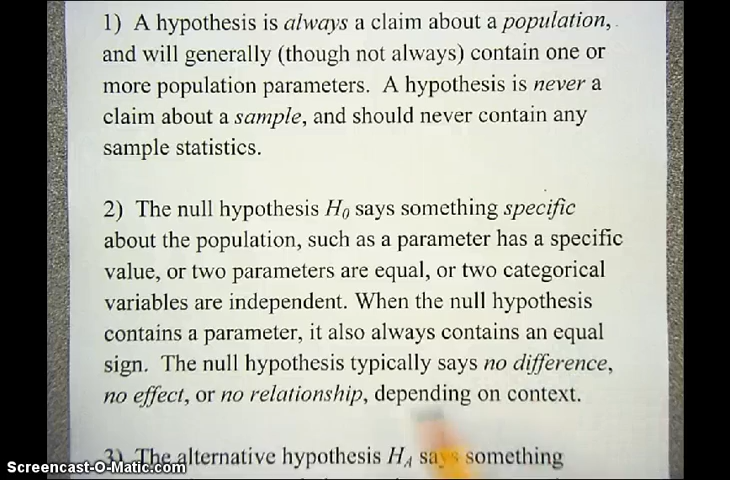 1) A hypothesis is always a claim about a population,
and will generally (though not always) contain one or
more population parameters. A hypothesis is never a
claim about a sample, and should never contain any
sample statistics.
2) The null hypothesis H0 says something specific
about the population, such as a parameter has a specific
value, or two parameters are equal, or two categorical
variables are independent. When the null hypothesis
contains a parameter, it also always contains an equal
sign. The null hypothesis typically says no difference,
no effect, or no relationship, depending on context.
3) The alternative hypothesis HA says something
Screencast-O-Matic.com